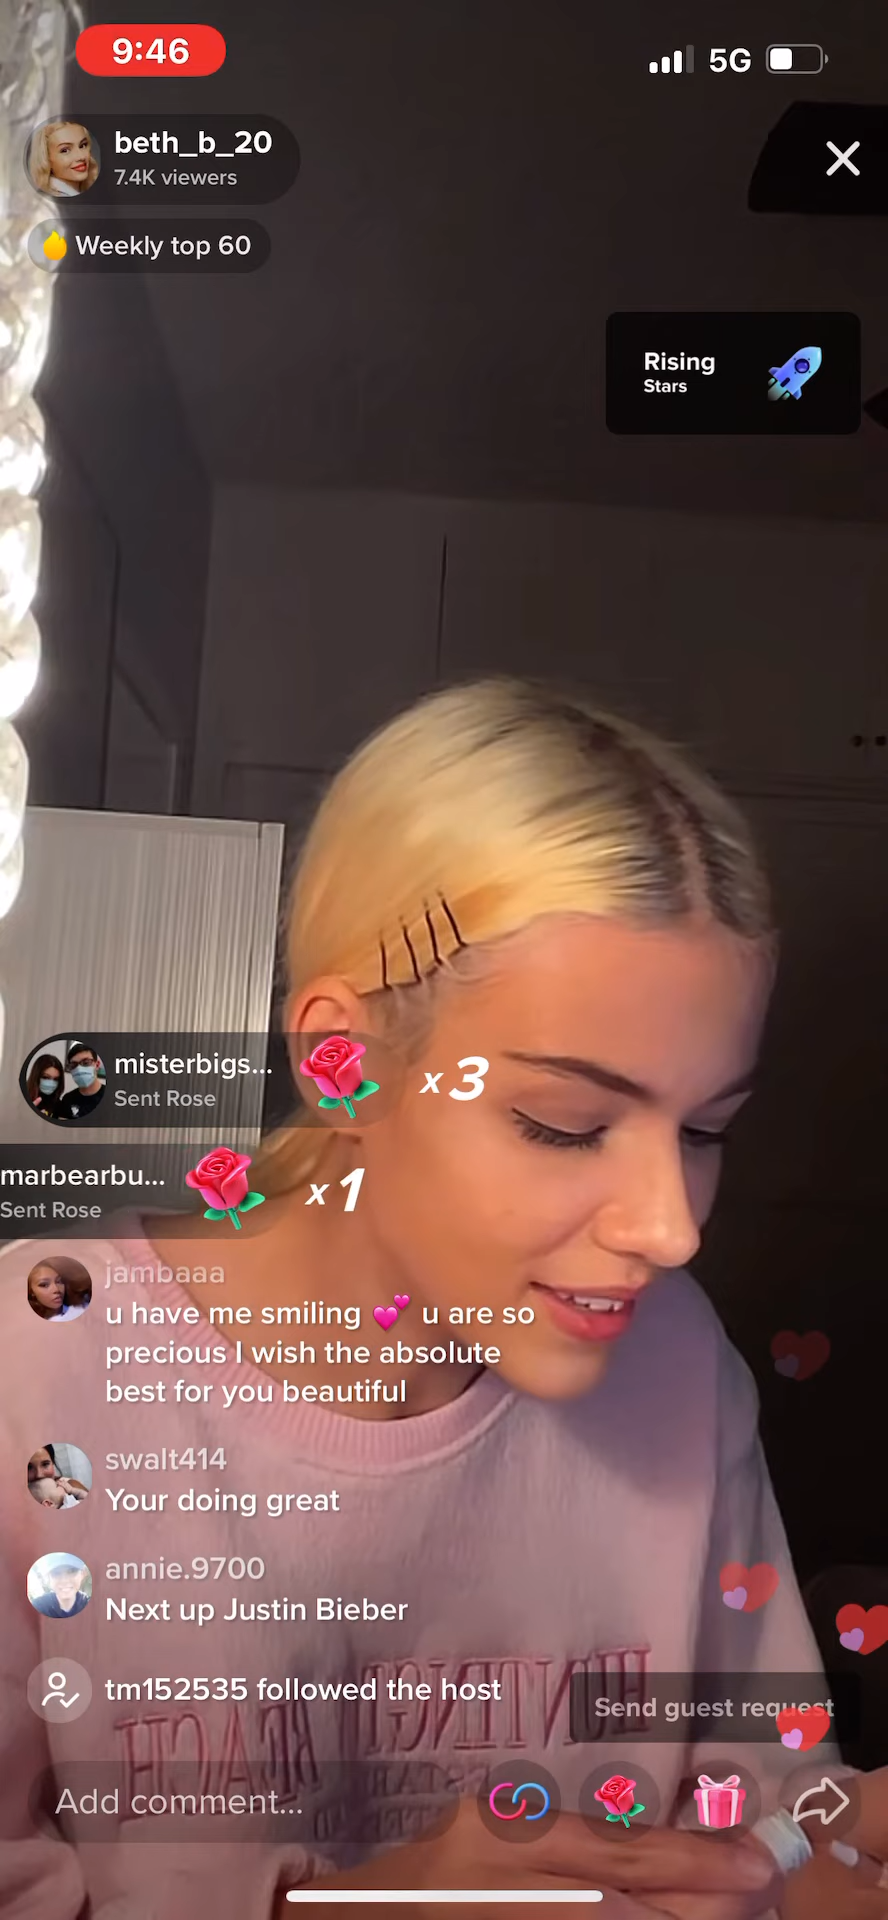 9:46
5G
beth_b_20
7.4K viewers
Weekly top 60
Rising
Stars
misterbigs...
Sent Rose
x3
marbearbu...
Sent Rose
x1
jambaaa
u have me smiling 💕 u are so
precious I wish the absolute
best for you beautiful
swalt414
Your doing great
annie.9700
Next up Justin Bieber
tm152535 followed the host
Send guest request
HUNTINGT
BEACH
Add comment...